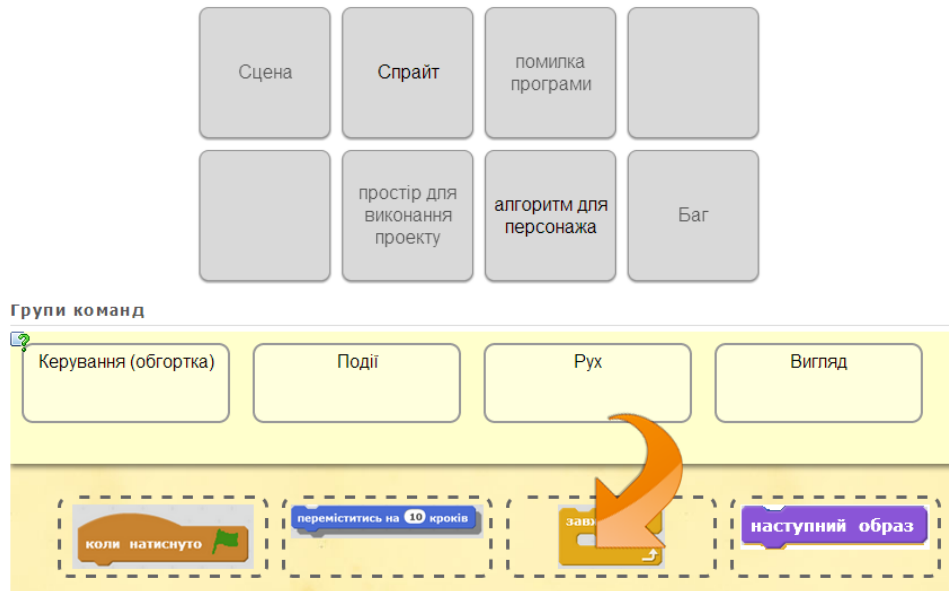 Сцена
Спрайт
помилка
програми
простір для
виконання
проекту
алгоритм для
персонажа
Баг
Групи команд
Керування (обгортка)
Події
Рух
Вигляд
коли натиснуто
перемiститись на 10 кроків
наступний образ